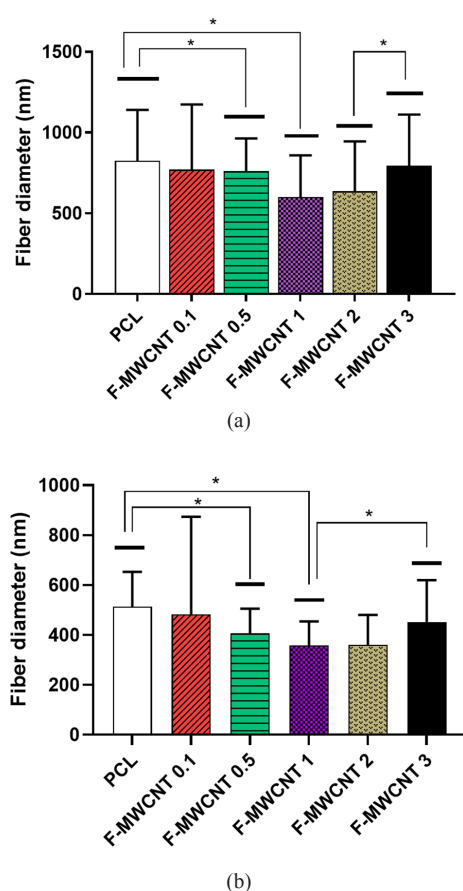 *
*
*
1500
1000
500
0
Fiber diameter (nm)
PCL
F-MWCNT 0.1
F-MWCNT 0.5
F-MWCNT 1
F-MWCNT 2
F-MWCNT 3
(a)
*
*
*
1000
800
600
400
200
0
Fiber diameter (nm)
PCL
F-MWCNT 0.1
F-MWCNT 0.5
F-MWCNT 1
F-MWCNT 2
F-MWCNT 3
(b)